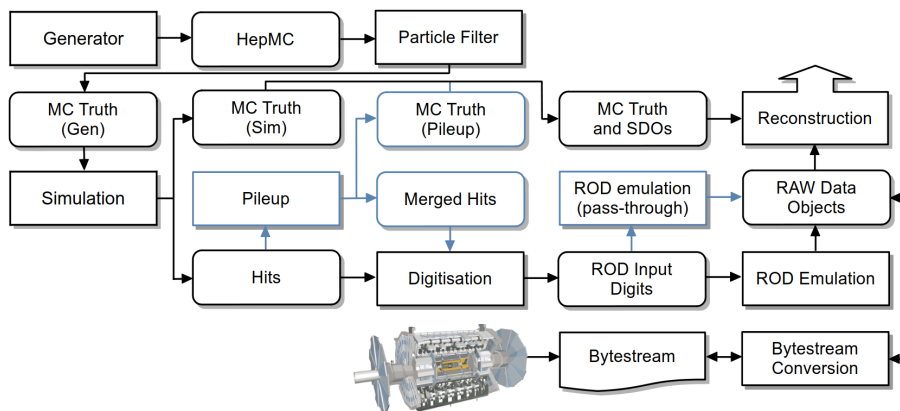 Generator
HepMC
Particle Filter
MC Truth
(Gen)
MC Truth
(Sim)
MC Truth
(Pileup)
MC Truth
and SDOs
Reconstruction
Simulation
Pileup
Merged Hits
ROD emulation
(pass-through)
RAW Data
Objects
Hits
Digitisation
ROD Input
Digits
ROD Emulation
Bytestream
Bytestream
Conversion